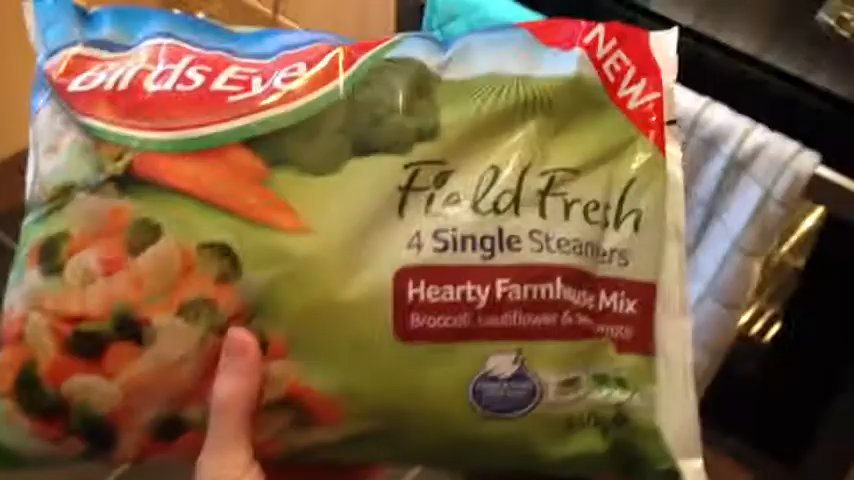 Birds Eye
NEW
Field Fresh
4 Single Steamers
Hearty Farmhouse Mix
Broccoli, cauliflower &